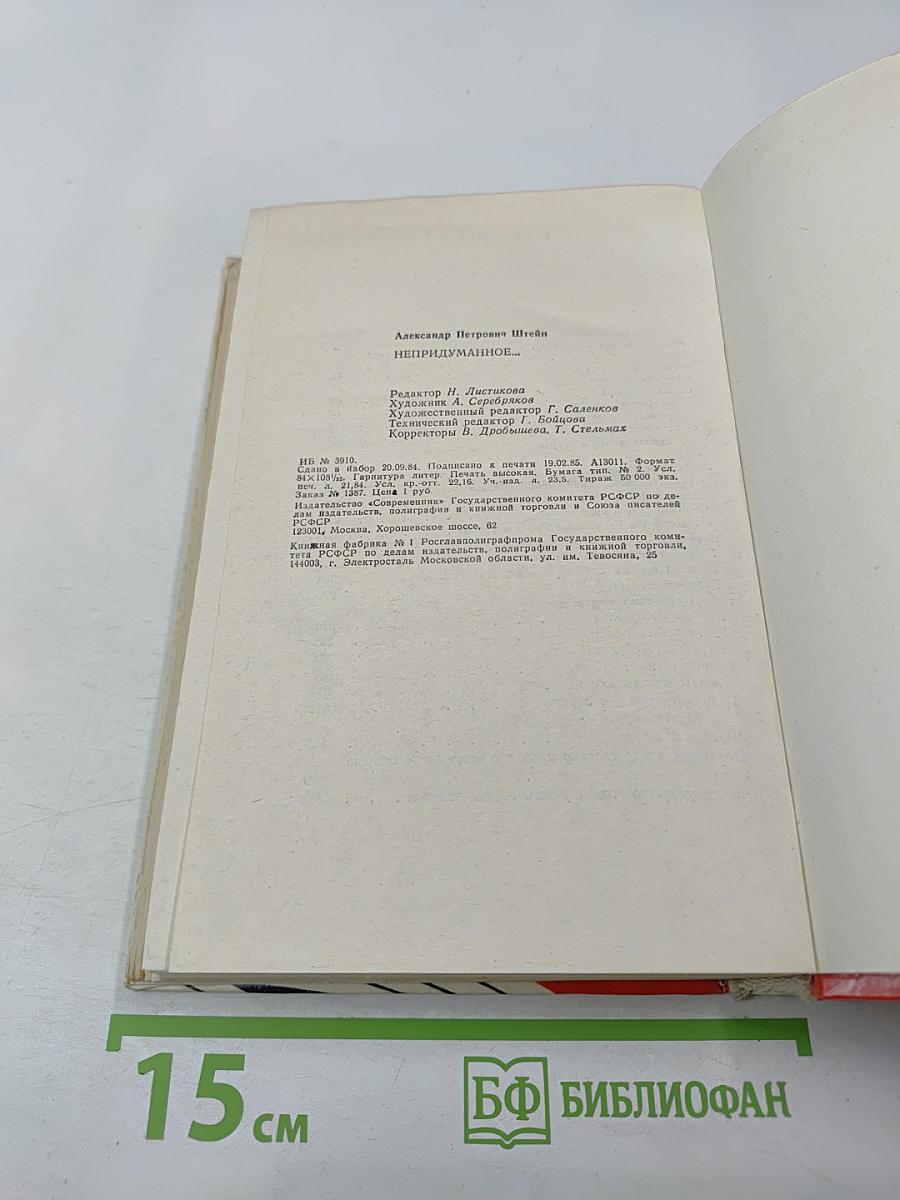 Александр Петрович Штейн
НЕПРИДУМАННОЕ...
Редактор Н. Листикова
Художник А. Серебряков
Художественный редактор Г. Саленков
Технический редактор Г. Бойцова
Корректоры В. Дробышева, Т. Стельмах
ИБ № 3910.
Сдано в набор 20.09.84. Подписано к печати 19.02.85. А13011. Формат
84×108¹/₃₂. Гарнитура литер. Печать высокая. Бумага тип. № 2. Усл.
печ. л. 21,84. Усл. кр.-отт. 22,16. Уч.-изд. л. 23,5. Тираж 50 000 экз.
Заказ № 1387. Цена 1 руб
Издательство «Современник» Государственного комитета РСФСР по де-
лам издательств, полиграфии и книжной торговли и Союза писателей
РСФСР
123001, Москва, Хорошевское шоссе, 62
Книжная фабрика № 1 Росглавполиграфпрома Государственного коми-
тета РСФСР по делам издательств, полиграфии и книжной торговли,
144003, г. Электросталь Московской области, ул. им. Тевосяна, 25
15 см
БФ БИБЛИОФАН